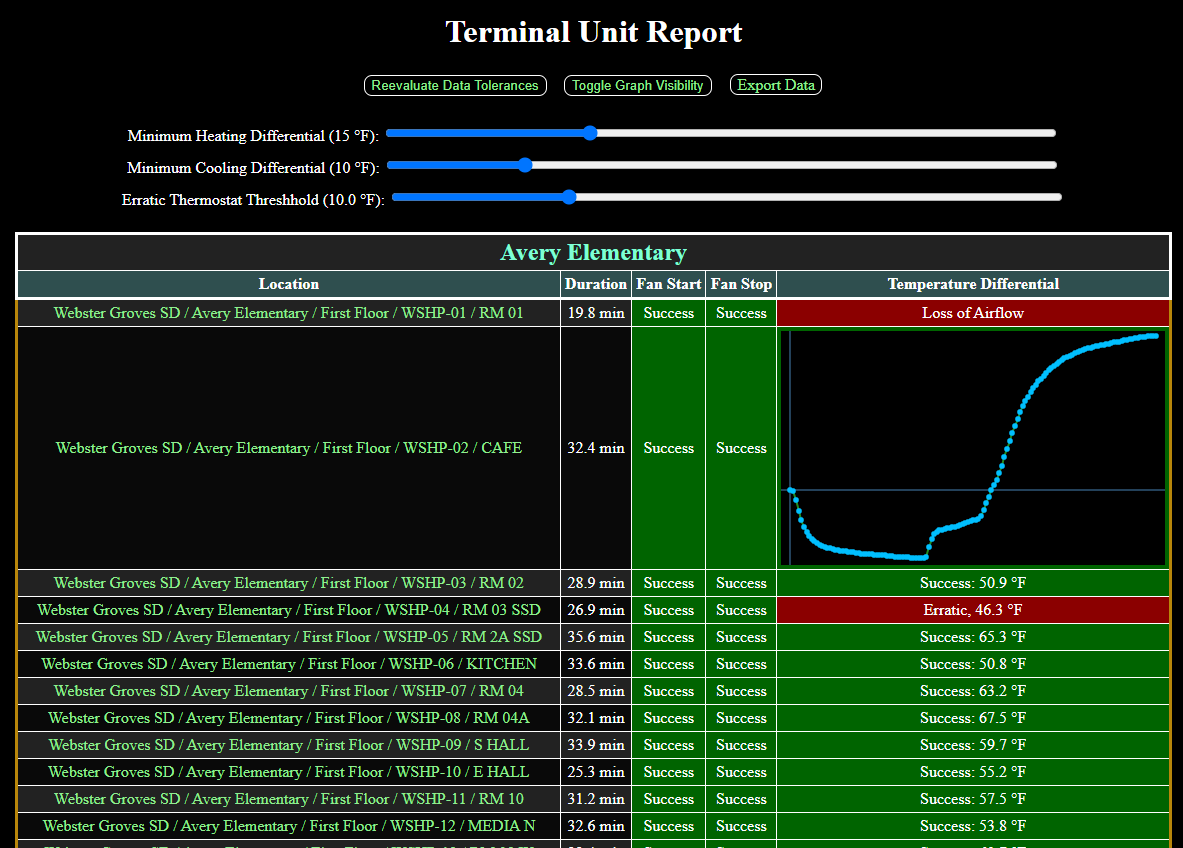 Terminal Unit Report
Reevaluate Data Tolerances Toggle Graph Visibility Export Data
Minimum Heating Differential (15 °F):
Minimum Cooling Differential (10 °F):
Erratic Thermostat Threshhold (10.0 °F):
Avery Elementary
Location Duration Fan Start Fan Stop Temperature Differential
Webster Groves SD / Avery Elementary / First Floor / WSHP-01 / RM 01 19.8 min Success Success Loss of Airflow
Webster Groves SD / Avery Elementary / First Floor / WSHP-02 / CAFE 32.4 min Success Success
Webster Groves SD / Avery Elementary / First Floor / WSHP-03 / RM 02 28.9 min Success Success Success: 50.9 °F
Webster Groves SD / Avery Elementary / First Floor / WSHP-04 / RM 03 SSD 26.9 min Success Success Erratic, 46.3 °F
Webster Groves SD / Avery Elementary / First Floor / WSHP-05 / RM 2A SSD 35.6 min Success Success Success: 65.3 °F
Webster Groves SD / Avery Elementary / First Floor / WSHP-06 / KITCHEN 33.6 min Success Success Success: 50.8 °F
Webster Groves SD / Avery Elementary / First Floor / WSHP-07 / RM 04 28.5 min Success Success Success: 63.2 °F
Webster Groves SD / Avery Elementary / First Floor / WSHP-08 / RM 04A 32.1 min Success Success Success: 67.5 °F
Webster Groves SD / Avery Elementary / First Floor / WSHP-09 / S HALL 33.9 min Success Success Success: 59.7 °F
Webster Groves SD / Avery Elementary / First Floor / WSHP-10 / E HALL 25.3 min Success Success Success: 55.2 °F
Webster Groves SD / Avery Elementary / First Floor / WSHP-11 / RM 10 31.2 min Success Success Success: 57.5 °F
Webster Groves SD / Avery Elementary / First Floor / WSHP-12 / MEDIA N 32.6 min Success Success Success: 53.8 °F